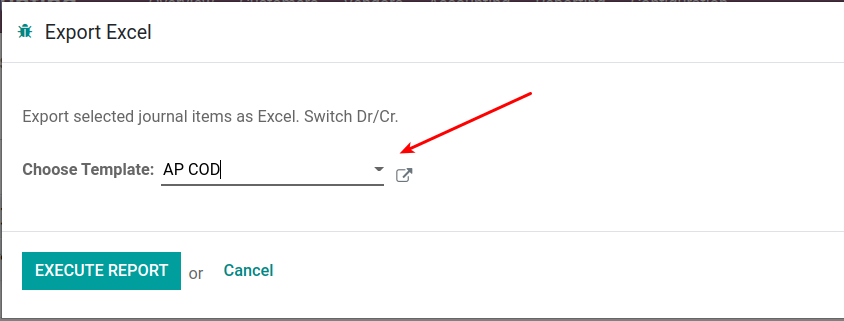 Export Excel
Export selected journal items as Excel. Switch Dr/Cr.
Choose Template: AP COD
EXECUTE REPORT or Cancel